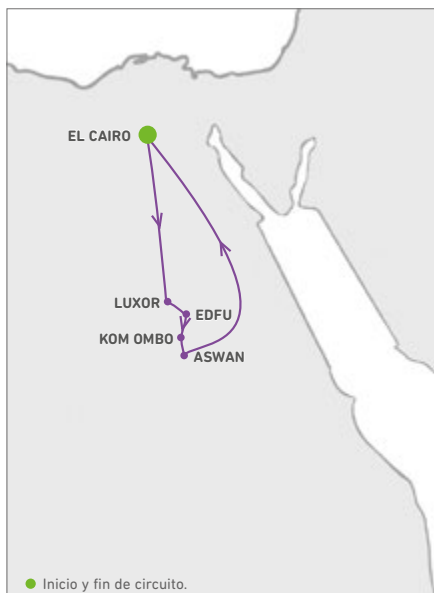 EL CAIRO
LUXOR
EDFU
KOM OMBO
ASWAN
Inicio y fin de circuito.